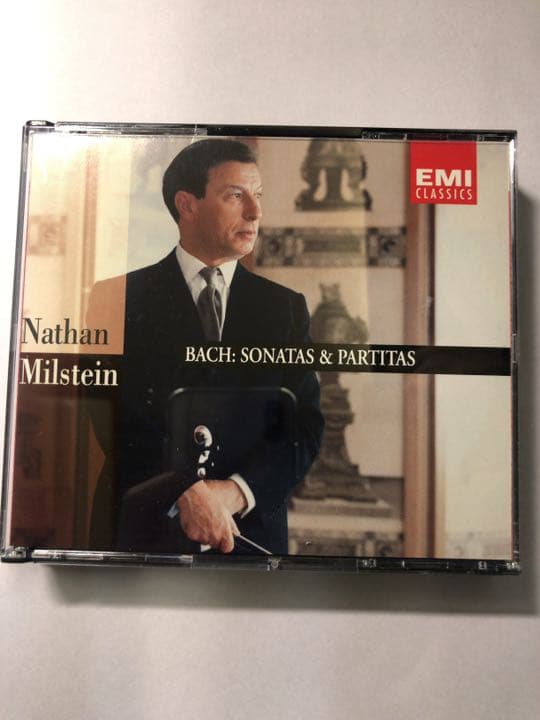 EMI
CLASSICS
Nathan
Milstein
BACH: SONATAS & PARTITAS